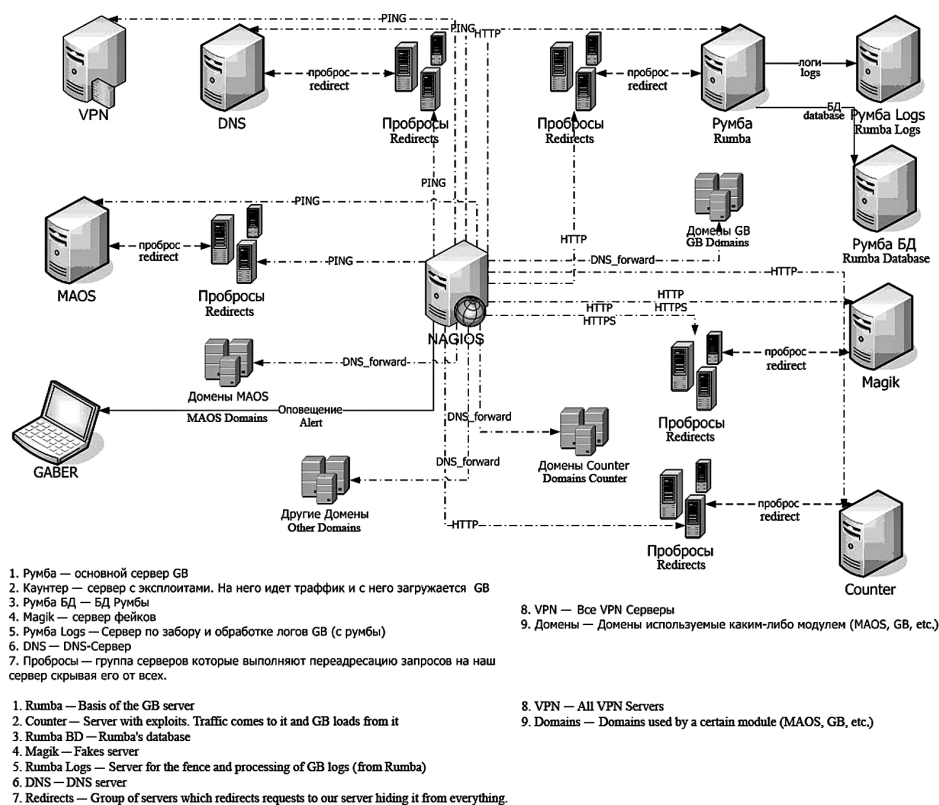 PING
PING
HTTP
VPN
DNS
проброс
redirect
Пробросы
Redirects
Пробросы
Redirects
проброс
redirect
Румба
Rumba
логи
logs
БД
database
Румба Logs
Rumba Logs
PING
Домены GB
GB Domains
Румба БД
Rumba Database
PING
MAOS
проброс
redirect
Пробросы
Redirects
PING
HTTP
DNS_forward
HTTP
NAGIOS
HTTP
HTTP
HTTPS
HTTPS
Magik
проброс
redirect
Пробросы
Redirects
Домены MAOS
MAOS Domains
DNS_forward
GABER
Оповещение
Alert
DNS_forward
Домены Counter
Domains Counter
DNS_forward
Другие Домены
Other Domains
HTTP
Пробросы
Redirects
проброс
redirect
Counter
1. Румба — основной сервер GB
2. Каунтер — сервер с эксплоитами. На него идет траффик и с него загружается GB
3. Румба БД — БД Румбы
4. Magik — сервер фейков
5. Румба Logs — Сервер по забору и обработке логов GB (с румбы)
6. DNS — DNS-Сервер
7. Пробросы — группа серверов которые выполняют переадресацию запросов на наш
сервер скрывая его от всех.
8. VPN — Все VPN Серверы
9. Домены — Домены используемые каким-либо модулем (MAOS, GB, etc.)
1. Rumba — Basis of the GB server
2. Counter — Server with exploits. Traffic comes to it and GB loads from it
3. Rumba BD — Rumba's database
4. Magik — Fakes server
5. Rumba Logs — Server for the fence and processing of GB logs (from Rumba)
6. DNS — DNS server
7. Redirects — Group of servers which redirects requests to our server hiding it from everything.
8. VPN — All VPN Servers
9. Domains — Domains used by a certain module (MAOS, GB, etc.)